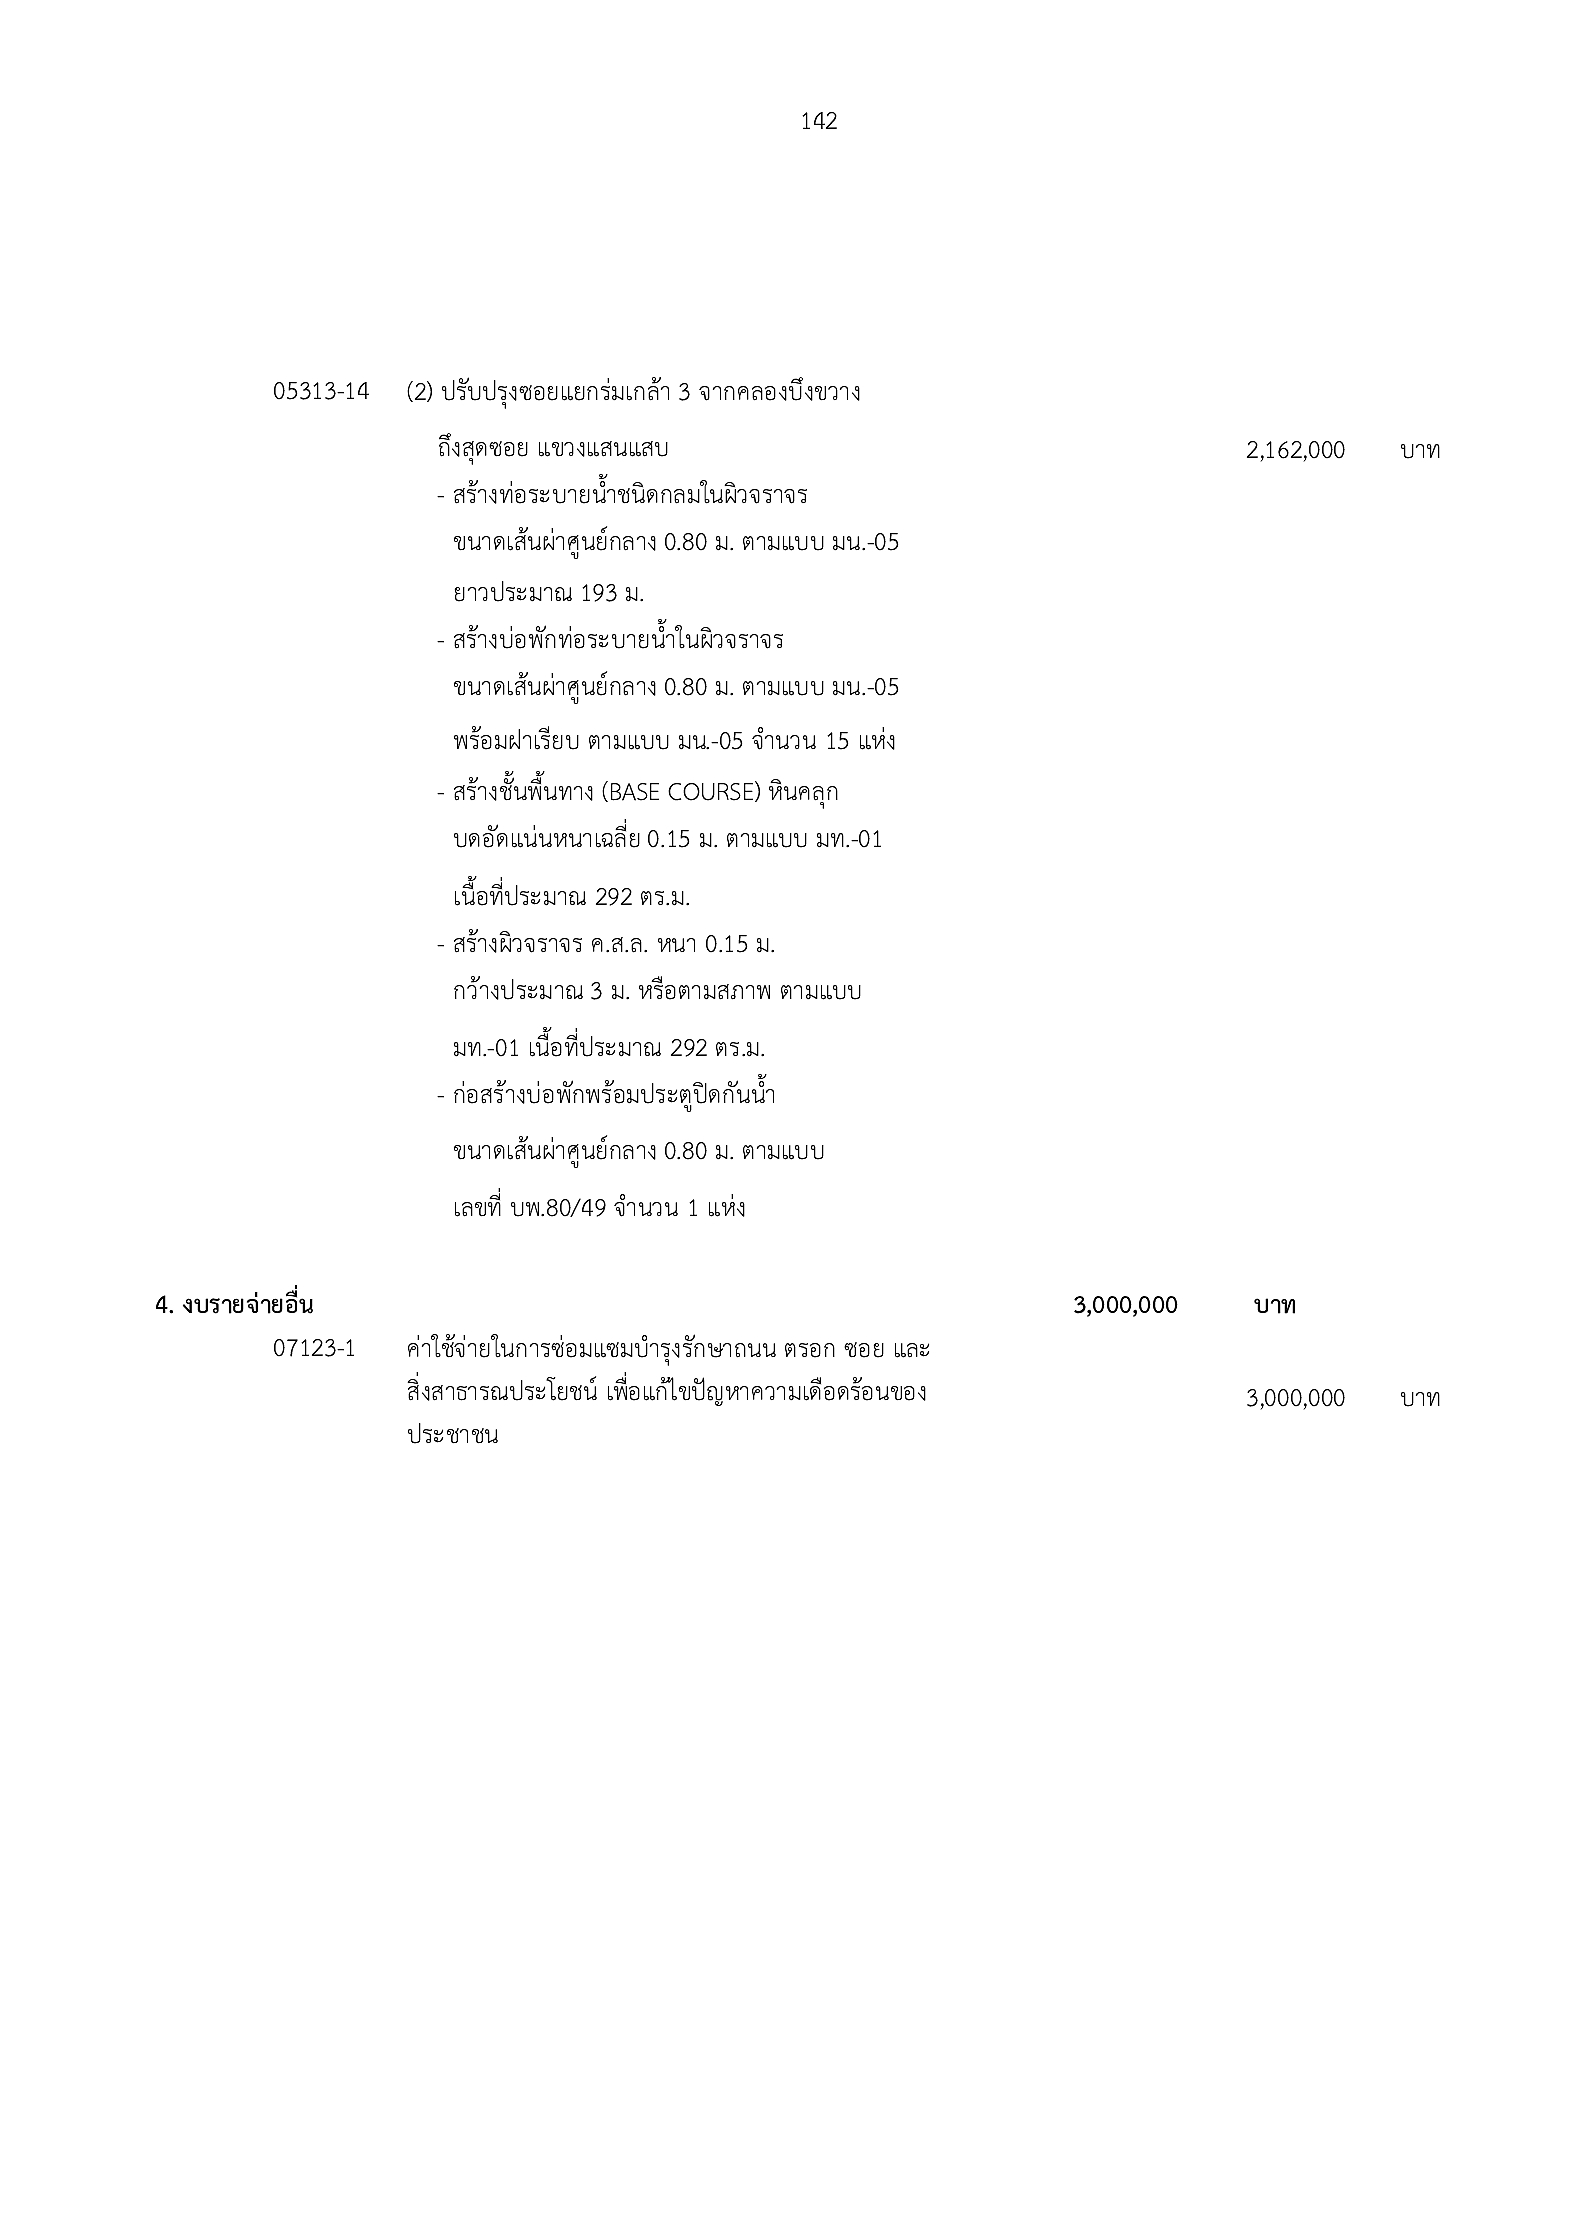 142
05313-14 (2) ปรับปรุงซอยแยกร่มเกล้า 3 จากคลองบึงขวาง
ถึงสุดซอย แขวงแสนแสบ 2,162,000 บาท
- สร้างท่อระบายน้ำชนิดกลมในผิวจราจร
ขนาดเส้นผ่าศูนย์กลาง 0.80 ม. ตามแบบ มน.-05
ยาวประมาณ 193 ม.
- สร้างบ่อพักท่อระบายน้ำในผิวจราจร
ขนาดเส้นผ่าศูนย์กลาง 0.80 ม. ตามแบบ มน.-05
พร้อมฝาเรียบ ตามแบบ มน.-05 จำนวน 15 แห่ง
- สร้างชั้นพื้นทาง (BASE COURSE) หินคลุก
บดอัดแน่นหนาเฉลี่ย 0.15 ม. ตามแบบ มท.-01
เนื้อที่ประมาณ 292 ตร.ม.
- สร้างผิวจราจร ค.ส.ล. หนา 0.15 ม.
กว้างประมาณ 3 ม. หรือตามสภาพ ตามแบบ
มท.-01 เนื้อที่ประมาณ 292 ตร.ม.
- ก่อสร้างบ่อพักพร้อมประตูปิดกันน้ำ
ขนาดเส้นผ่าศูนย์กลาง 0.80 ม. ตามแบบ
เลขที่ บพ.80/49 จำนวน 1 แห่ง
4. งบรายจ่ายอื่น 3,000,000 บาท
07123-1 ค่าใช้จ่ายในการซ่อมแซมบำรุงรักษาถนน ตรอก ซอย และ
สิ่งสาธารณประโยชน์ เพื่อแก้ไขปัญหาความเดือดร้อนของ 3,000,000 บาท
ประชาชน